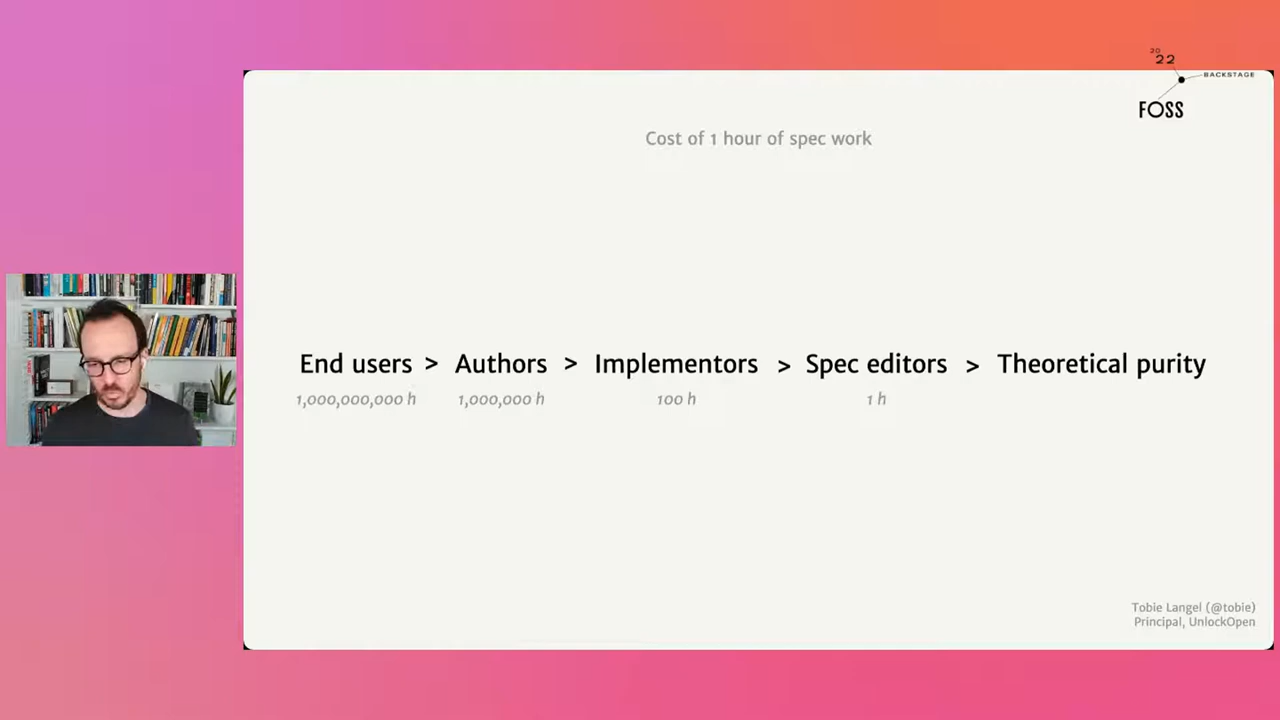 20
22
BACKSTAGE
FOSS
Cost of 1 hour of spec work
End users > Authors > Implementors > Spec editors > Theoretical purity
1,000,000,000 h 1,000,000 h 100 h 1 h
Tobie Langel (@tobie)
Principal, UnlockOpen